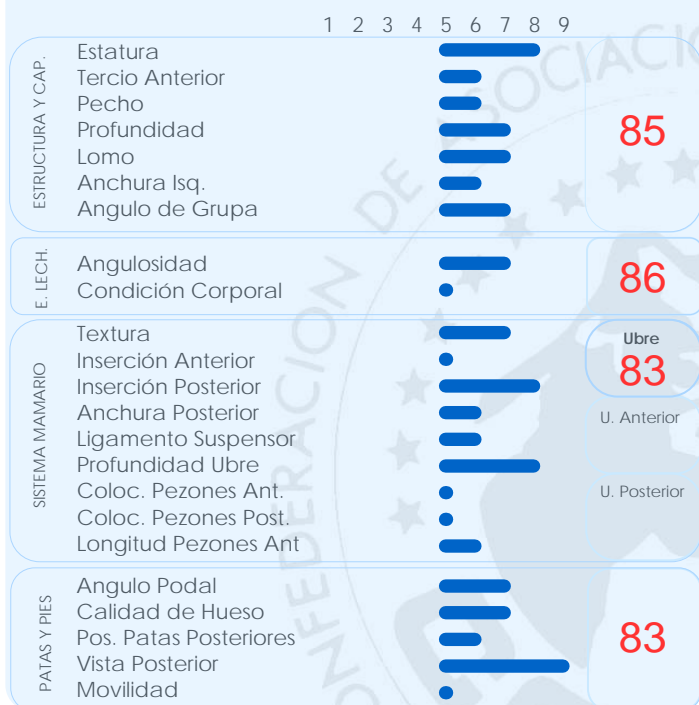 1 2 3 4 5 6 7 8 9
ESTRUCTURA Y CAP.
Estatura
Tercio Anterior
Pecho
Profundidad
Lomo
Anchura Isq.
Angulo de Grupa
85
E. LECH.
Angulosidad
Condición Corporal
86
SISTEMA MAMARIO
Textura
Inserción Anterior
Inserción Posterior
Anchura Posterior
Ligamento Suspensor
Profundidad Ubre
Coloc. Pezones Ant.
Coloc. Pezones Post.
Longitud Pezones Ant
Ubre
83
U. Anterior
U. Posterior
PATAS Y PIES
Angulo Podal
Calidad de Hueso
Pos. Patas Posteriores
Vista Posterior
Movilidad
83
CONFEDERACION DE ASOCIACIO